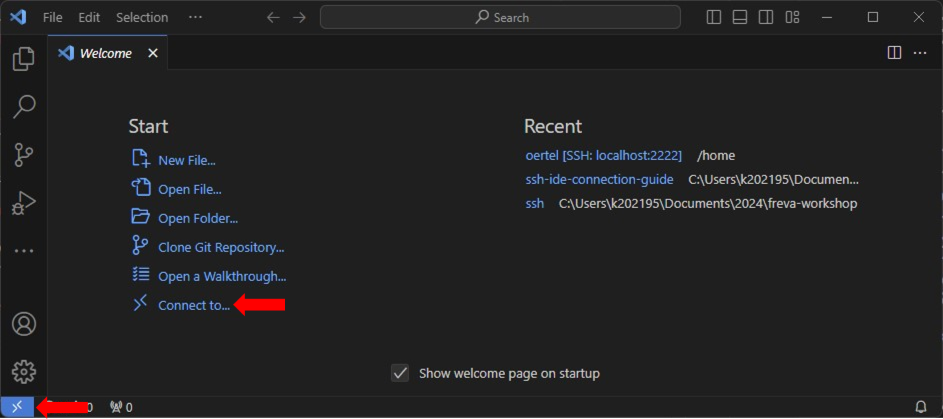 File Edit Selection ··· Search
Welcome
Start
New File...
Open File...
Open Folder...
Clone Git Repository...
Open a Walkthrough...
Connect to...
Recent
oertel [SSH: localhost:2222] /home
ssh-ide-connection-guide C:\Users\k202195\Documen...
ssh C:\Users\k202195\Documents\2024\freva-workshop
Show welcome page on startup
0 0